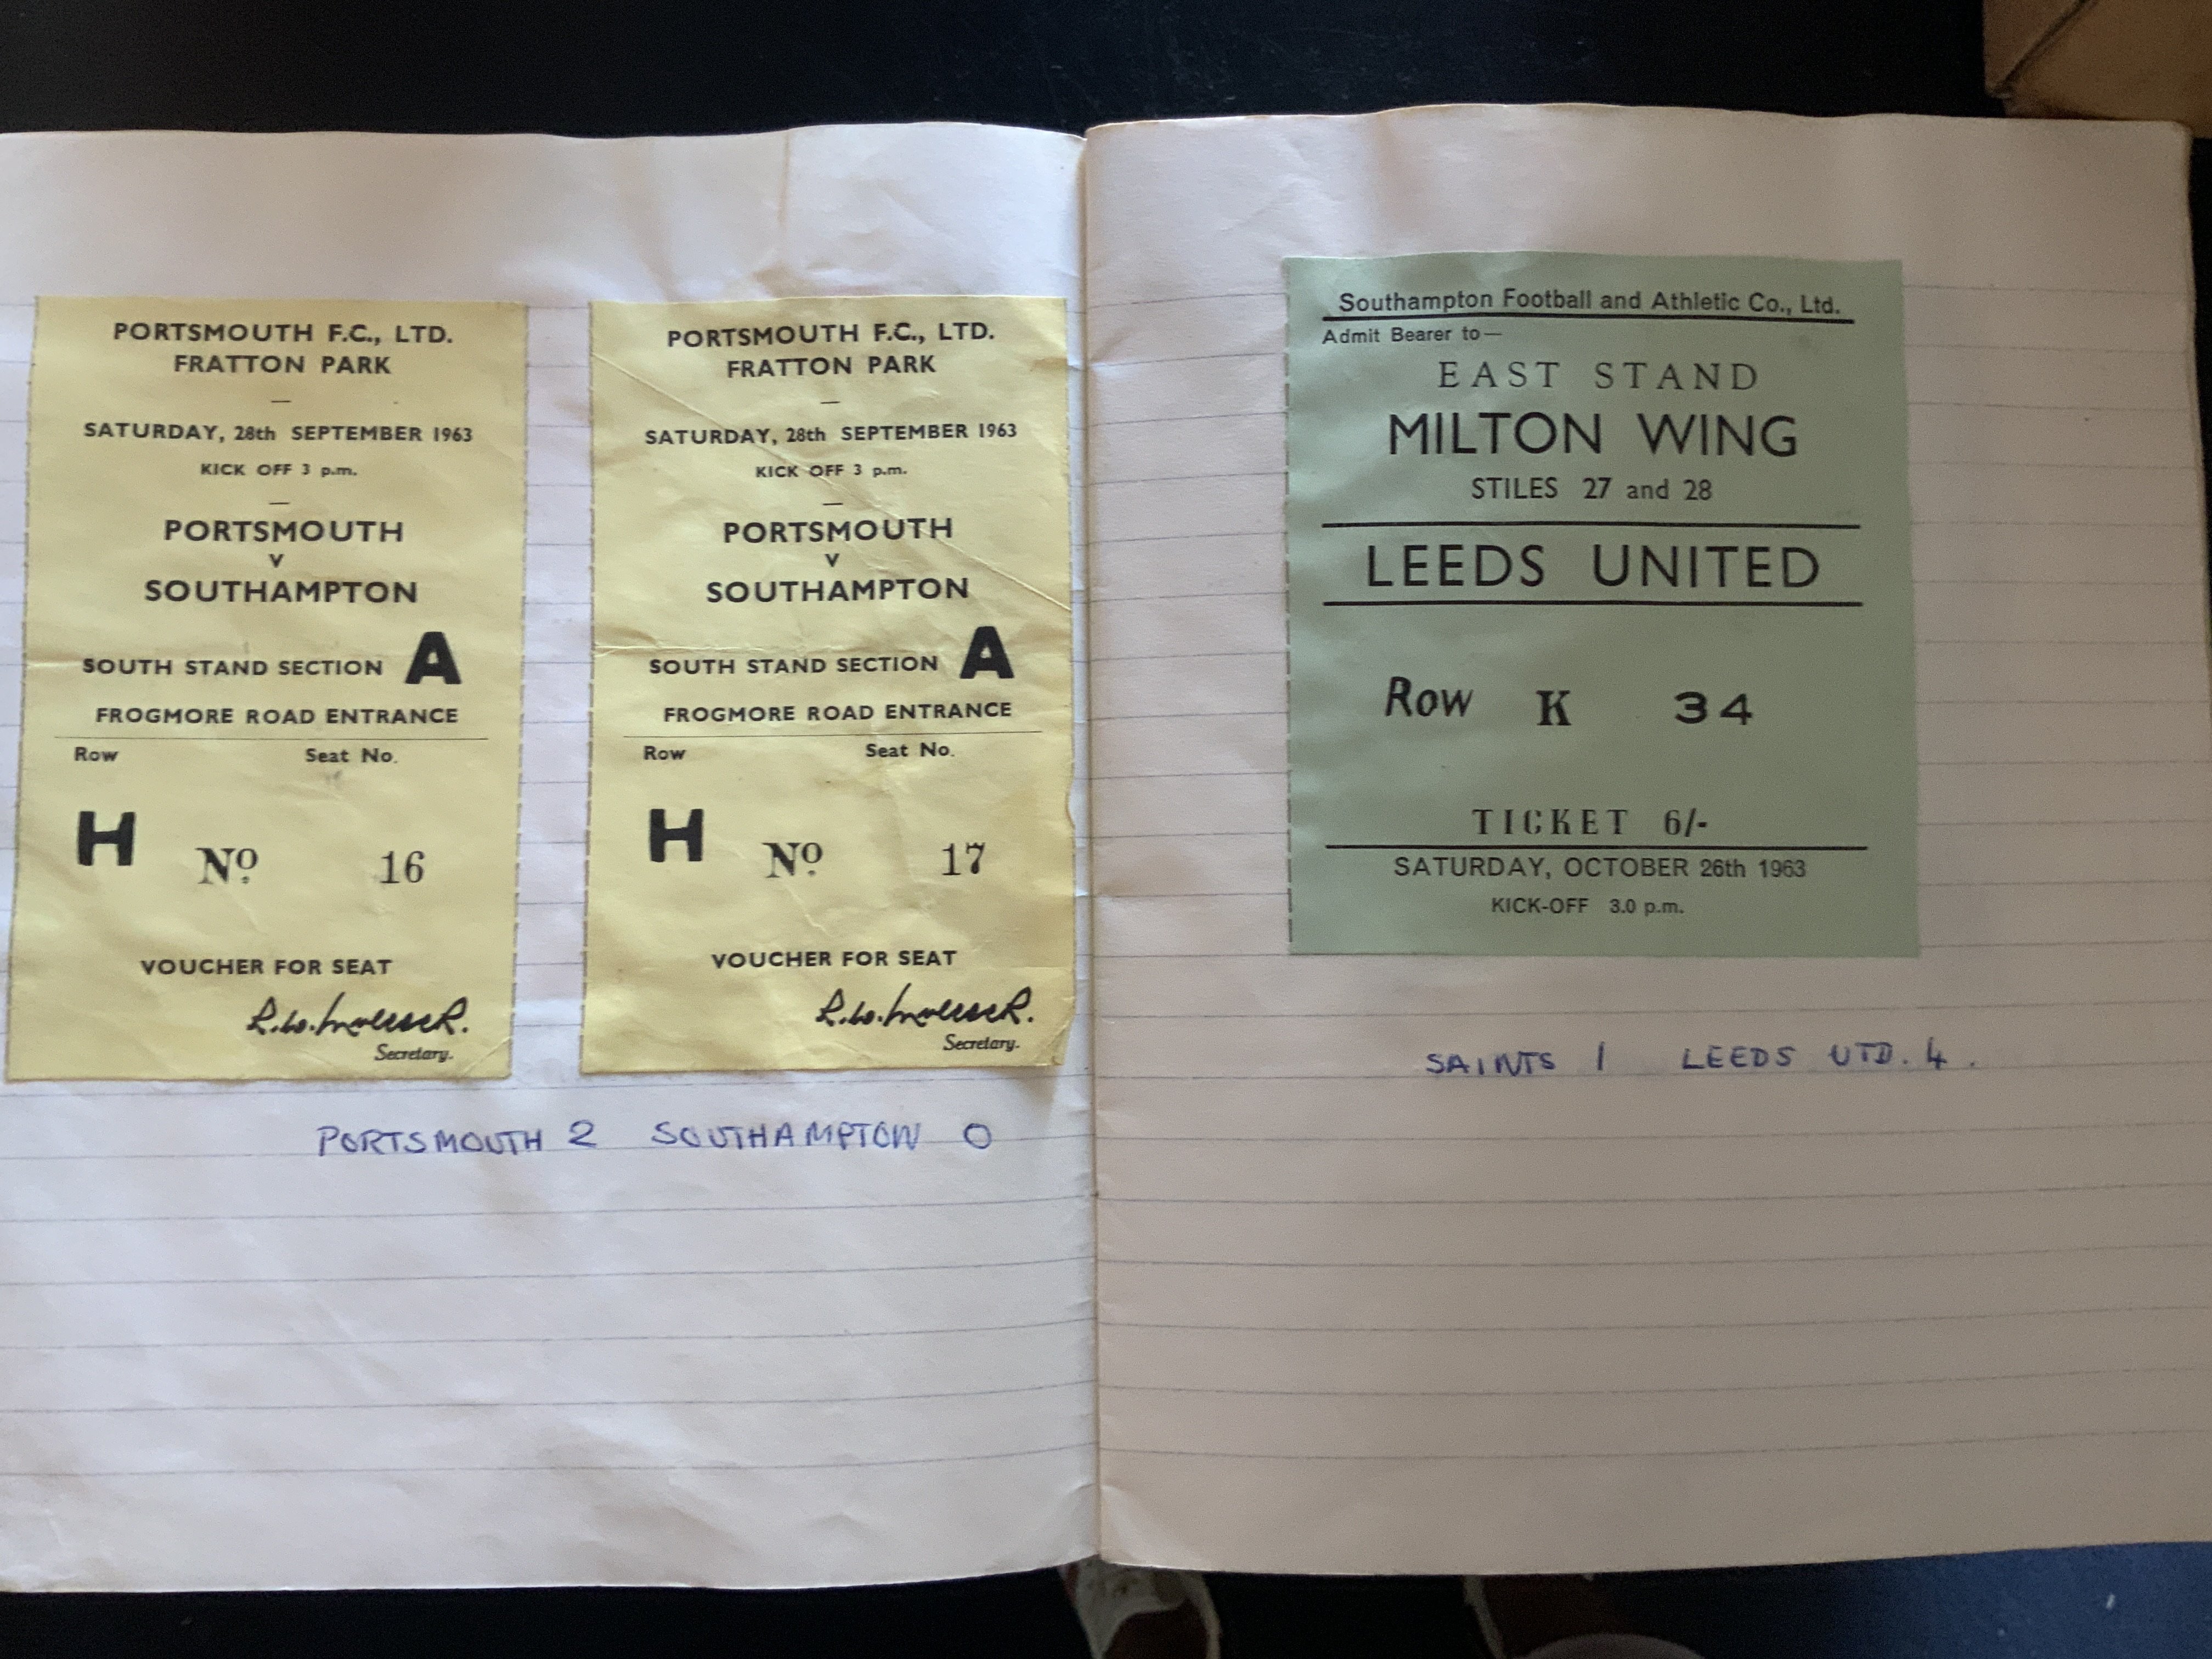 PORTSMOUTH F.C., LTD.
FRATTON PARK
—
SATURDAY, 28th SEPTEMBER 1963
KICK OFF 3 p.m.
—
PORTSMOUTH
v
SOUTHAMPTON
SOUTH STAND SECTION A
FROGMORE ROAD ENTRANCE
Row Seat No.
H Nº 16
VOUCHER FOR SEAT
Secretary.
PORTSMOUTH F.C., LTD.
FRATTON PARK
—
SATURDAY, 28th SEPTEMBER 1963
KICK OFF 3 p.m.
—
PORTSMOUTH
v
SOUTHAMPTON
SOUTH STAND SECTION A
FROGMORE ROAD ENTRANCE
Row Seat No.
H Nº 17
VOUCHER FOR SEAT
Secretary.
PORTSMOUTH 2 SOUTHAMPTON 0
Southampton Football and Athletic Co., Ltd.
Admit Bearer to—
EAST STAND
MILTON WING
STILES 27 and 28
LEEDS UNITED
Row K 34
TICKET 6/-
SATURDAY, OCTOBER 26th 1963
KICK-OFF 3.0 p.m.
SAINTS 1 LEEDS UTD. 4.